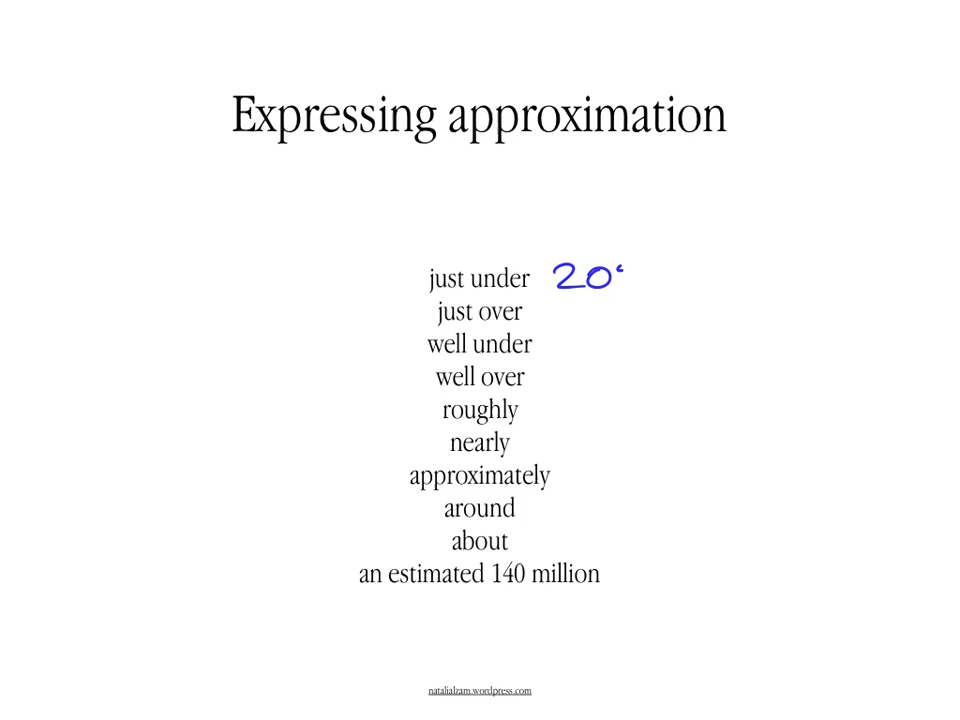 Expressing approximation
just under 20
just over
well under
well over
roughly
nearly
approximately
around
about
an estimated 140 million
natalialzam.wordpress.com